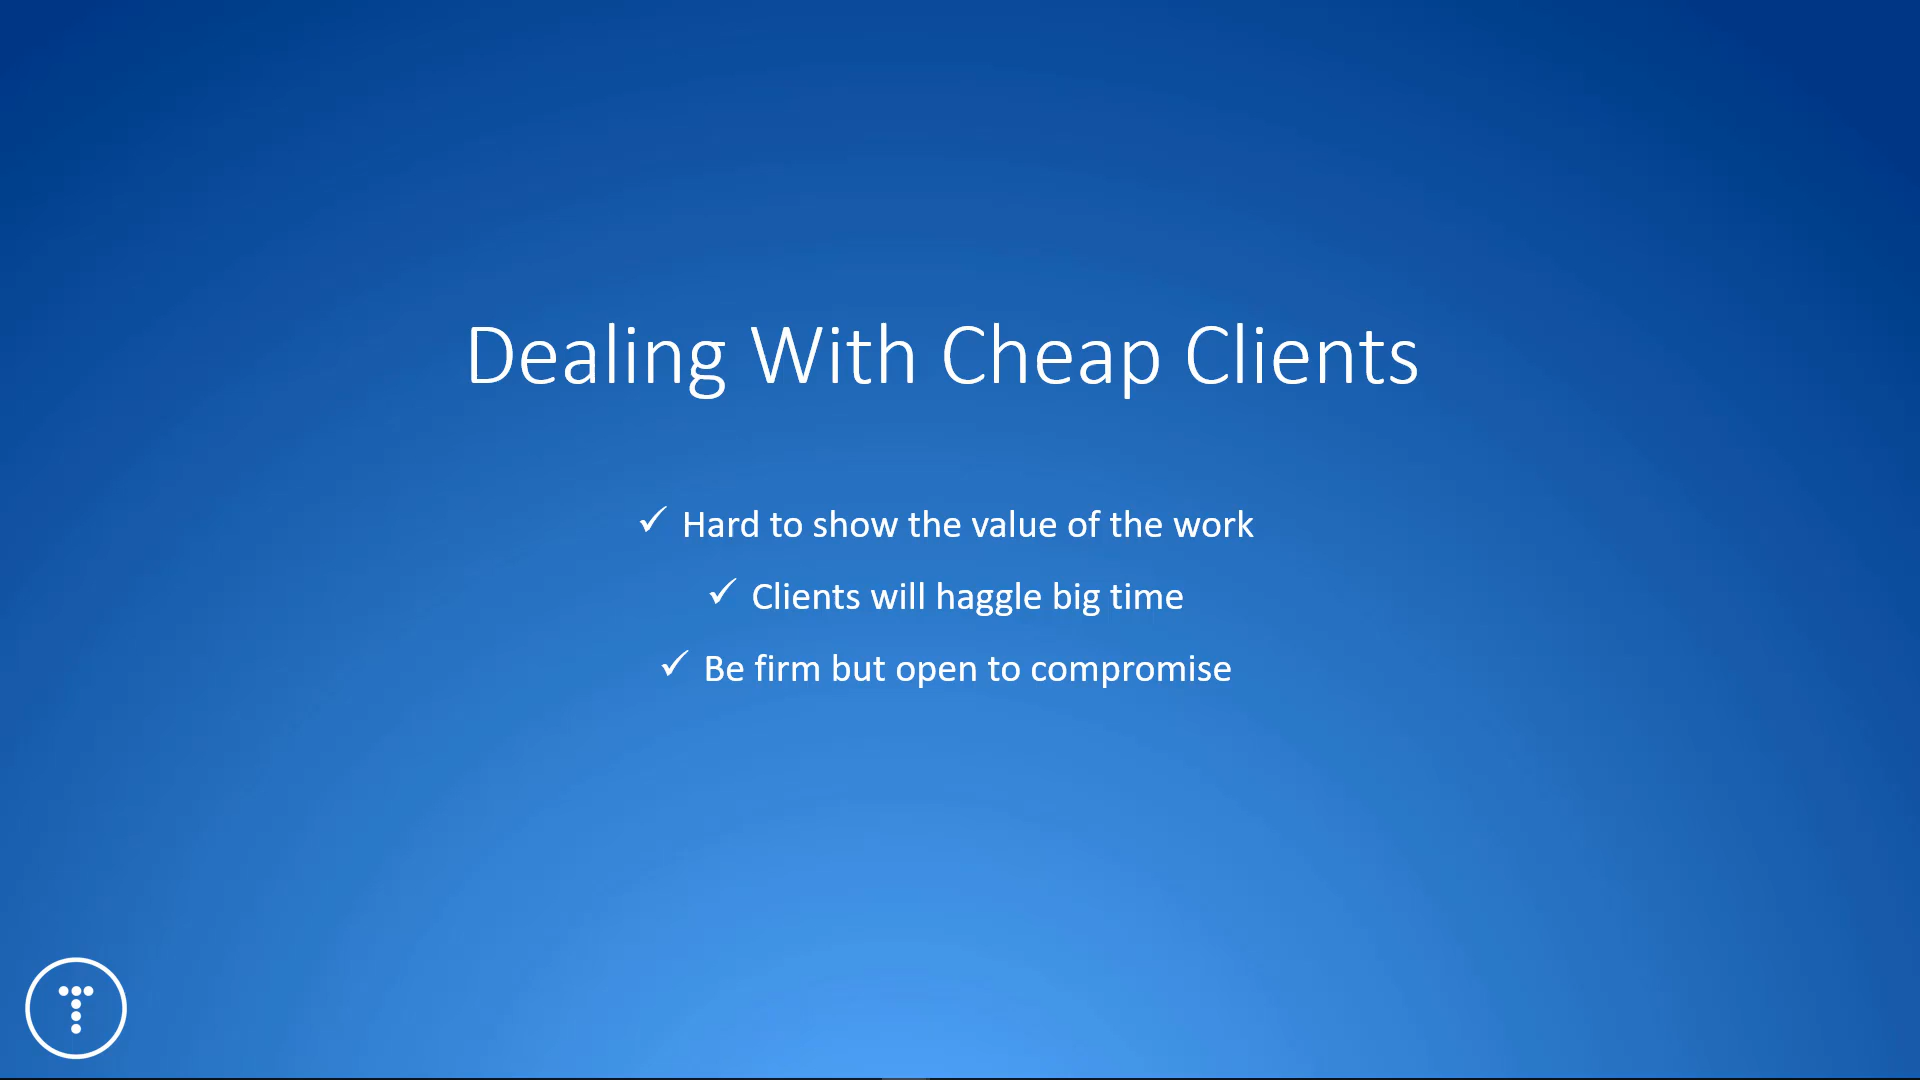 Dealing With Cheap Clients
✓ Hard to show the value of the work
✓ Clients will haggle big time
✓ Be firm but open to compromise
T